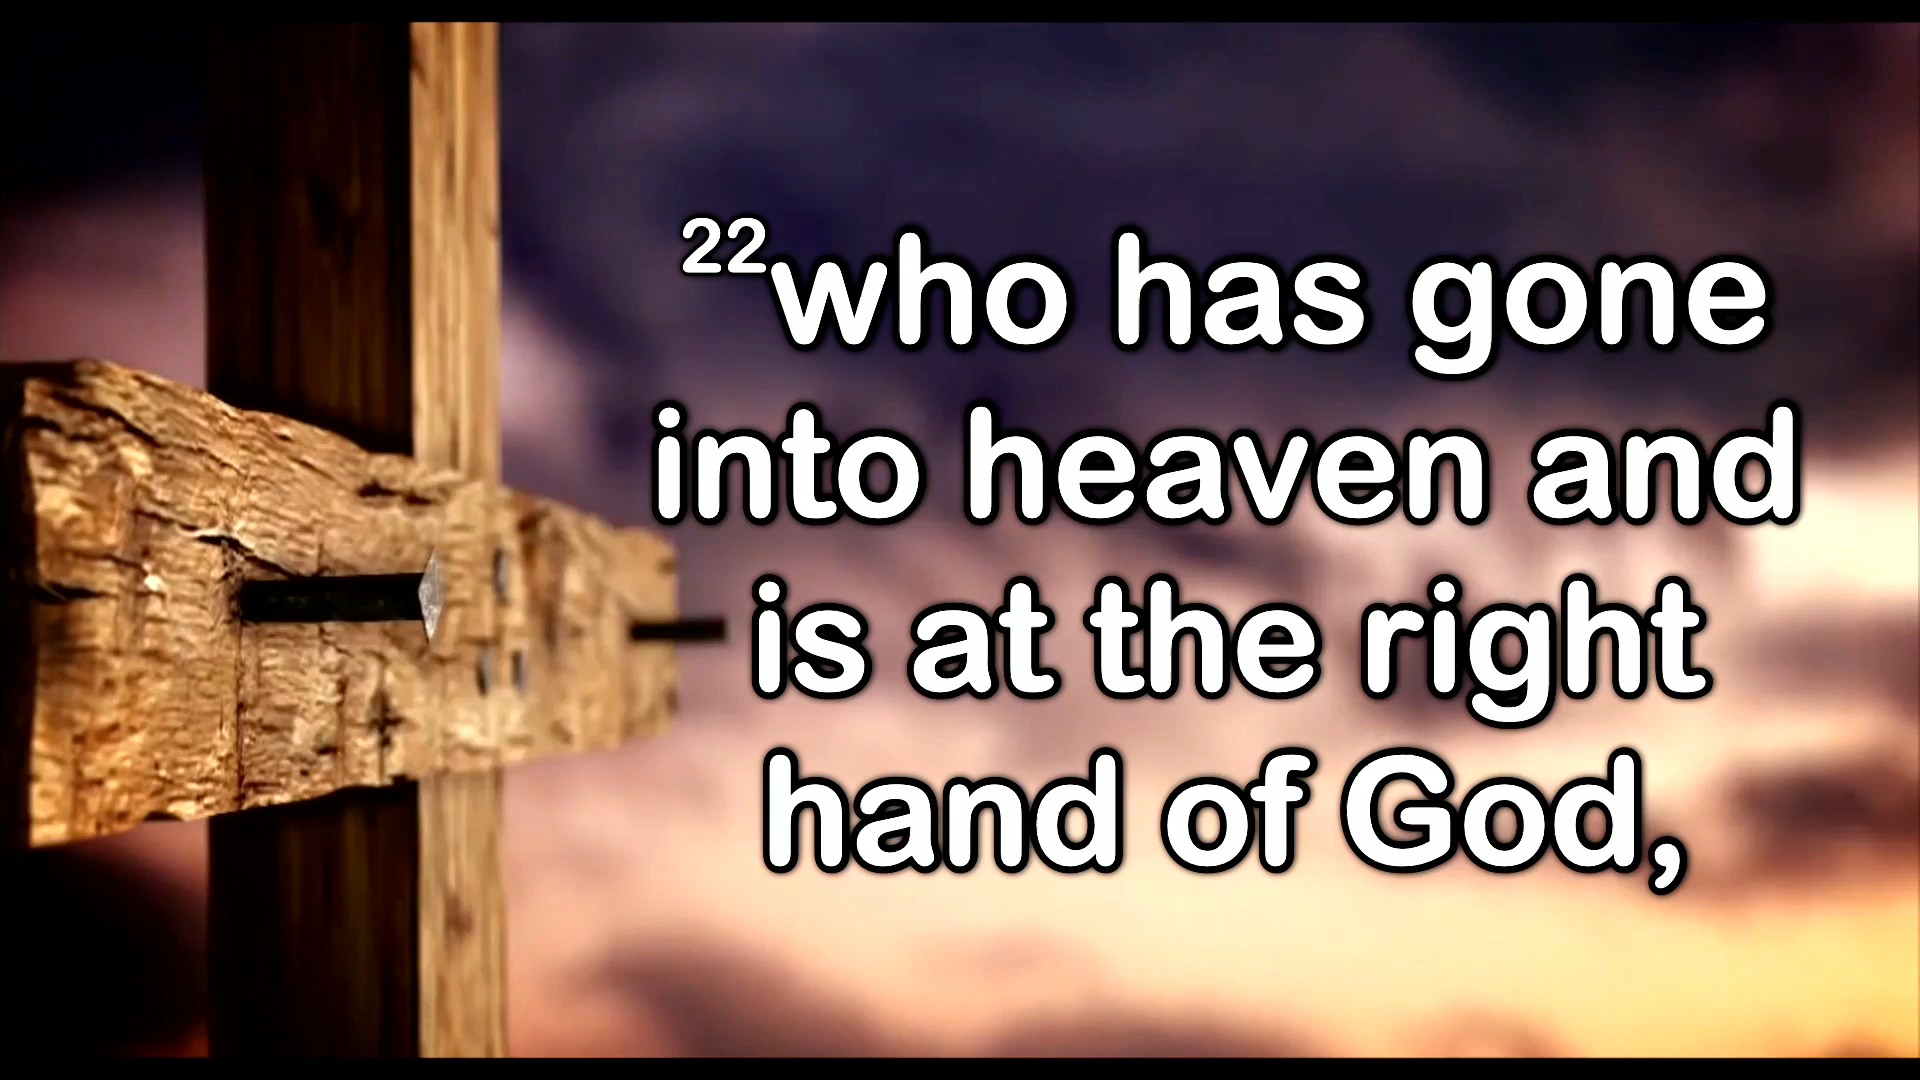 22who has gone
into heaven and
is at the right
hand of God,